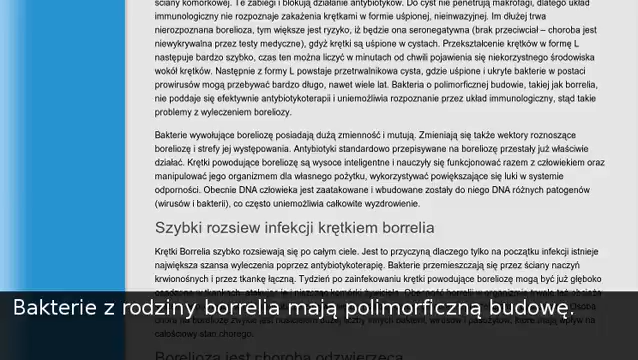 ściany komórkowej. Te zabiegi i blokują działanie antybiotyków. Do cyst nie penetrują makrofagi, dlatego układ
immunologiczny nie rozpoznaje zakażenia krętkami w formie uśpionej, nieinwazyjnej. Im dłużej trwa
nierozpoznana borelioza, tym większe jest ryzyko, iż będzie ona seronegatywna (brak przeciwciał – choroba jest
niewykrywalna przez testy medyczne), gdyż krętki są uśpione w cystach. Przekształcenie krętków w formę L
następuje bardzo szybko, czas ten można liczyć w minutach od chwili pojawienia się niekorzystnego środowiska
wokół krętków. Następnie z formy L powstaje przetrwalnikowa cysta, gdzie uśpione i ukryte bakterie w postaci
prowirusów mogą przebywać bardzo długo, nawet wiele lat. Bakteria o polimorficznej budowie, takiej jak borrelia,
nie poddaje się efektywnie antybiotykoterapii i uniemożliwia rozpoznanie przez układ immunologiczny, stąd takie
problemy z wyleczeniem boreliozy.
Bakterie wywołujące boreliozę posiadają dużą zmienność i mutują. Zmieniają się także wektory roznoszące
boreliozę i strefy jej występowania. Antybiotyki standardowo przepisywane na boreliozę przestały już właściwie
działać. Krętki powodujące boreliozę są wysoce inteligentne i nauczyły się funkcjonować razem z człowiekiem oraz
manipulować jego organizmem dla własnego pożytku, wykorzystywać powiększające się luki w systemie
odporności. Obecnie DNA człowieka jest zaatakowane i wbudowane zostały do niego DNA różnych patogenów
(wirusów i bakterii), co często uniemożliwia całkowite wyzdrowienie.
Szybki rozsiew infekcji krętkiem borrelia
Krętki Borrelia szybko rozsiewają się po całym ciele. Jest to przyczyną dlaczego tylko na początku infekcji istnieje
największa szansa wyleczenia poprzez antybiotykoterapię. Bakterie przemieszczają się przez ściany naczyń
krwionośnych i przez tkankę łączną. Tydzień po zainfekowaniu krętki powodujące boreliozę mogą być już głęboko
Bakterie z rodziny borrelia mają polimorficzną budowę.
całościowy stan chorego.
Borelioza jest chorobą odzwierzęcą